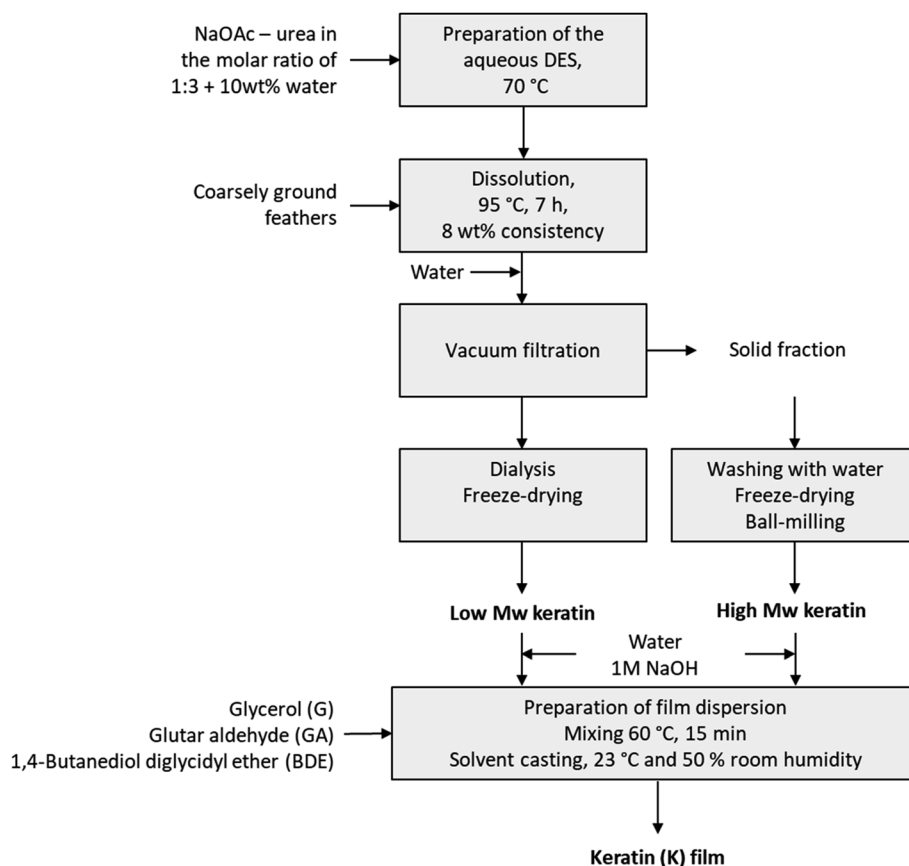 NaOAc – urea in
the molar ratio of
1:3 + 10wt% water
Preparation of the
aqueous DES,
70 °C
Coarsely ground
feathers
Dissolution,
95 °C, 7 h,
8 wt% consistency
Water
Vacuum filtration
Solid fraction
Dialysis
Freeze-drying
Washing with water
Freeze-drying
Ball-milling
Low Mw keratin
High Mw keratin
Water
1M NaOH
Glycerol (G)
Glutar aldehyde (GA)
1,4-Butanediol diglycidyl ether (BDE)
Preparation of film dispersion
Mixing 60 °C, 15 min
Solvent casting, 23 °C and 50 % room humidity
Keratin (K) film